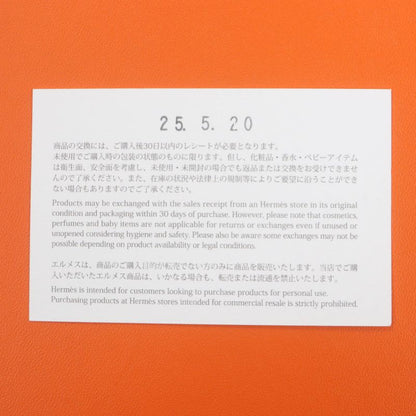 25. 5. 20
商品の交換には、ご購入後30日以内のレシートが必要となります。
未使用でご購入時の包装の状態のものに限ります。但し、化粧品・香水・ベビーアイテム
は衛生面、安全面を考慮し、未使用・未開封の場合でも返品または交換をお受けできませ
んのでご了承ください。また、在庫の状況や法律上の規制等によりご要望に沿うことができ
ない場合もありますのでご了承ください。
Products may be exchanged with the sales receipt from an Hermès store in its original
condition and packaging within 30 days of purchase. However, please note that cosmetics,
perfumes and baby items are not applicable for returns or exchanges even if unused or
unopened considering hygiene and safety. Please also be aware some exchanges may not be
possible depending on product availability or legal conditions.
エルメスは、商品のご購入目的が転売でない方のみに商品を販売いたします。当店でご購
入いただいたエルメス商品は、いかなる場合も、転売または流通を禁止いたします。
Hermès is intended for customers looking to purchase products for personal use.
Purchasing products at Hermès stores intended for commercial resale is strictly prohibited.